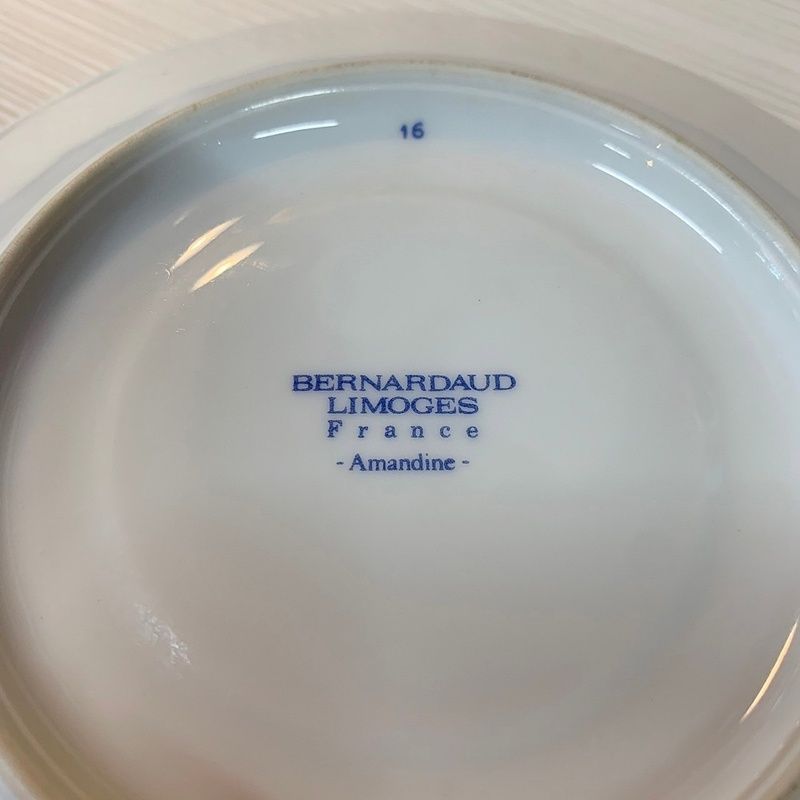 16
BERNARDAUD
LIMOGES
France
- Amandine -